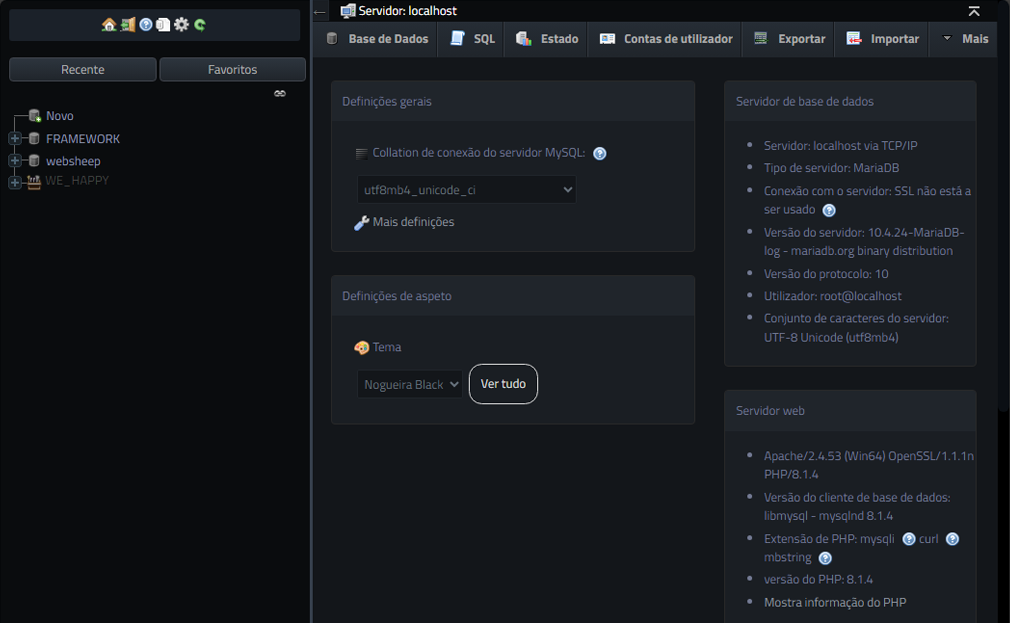 Servidor: localhost
Base de Dados SQL Estado Contas de utilizador Exportar Importar Mais
Recente Favoritos
Novo
FRAMEWORK
websheep
WE_HAPPY
Definições gerais
Collation de conexão do servidor MySQL:
utf8mb4_unicode_ci
Mais definições
Definições de aspeto
Tema
Nogueira Black Ver tudo
Servidor de base de dados
Servidor: localhost via TCP/IP
Tipo de servidor: MariaDB
Conexão com o servidor: SSL não está a
ser usado
Versão do servidor: 10.4.24-MariaDB-
log - mariadb.org binary distribution
Versão do protocolo: 10
Utilizador: root@localhost
Conjunto de caracteres do servidor:
UTF-8 Unicode (utf8mb4)
Servidor web
Apache/2.4.53 (Win64) OpenSSL/1.1.1n
PHP/8.1.4
Versão do cliente de base de dados:
libmysql - mysqlnd 8.1.4
Extensão de PHP: mysqli curl
mbstring
versão do PHP: 8.1.4
Mostra informação do PHP